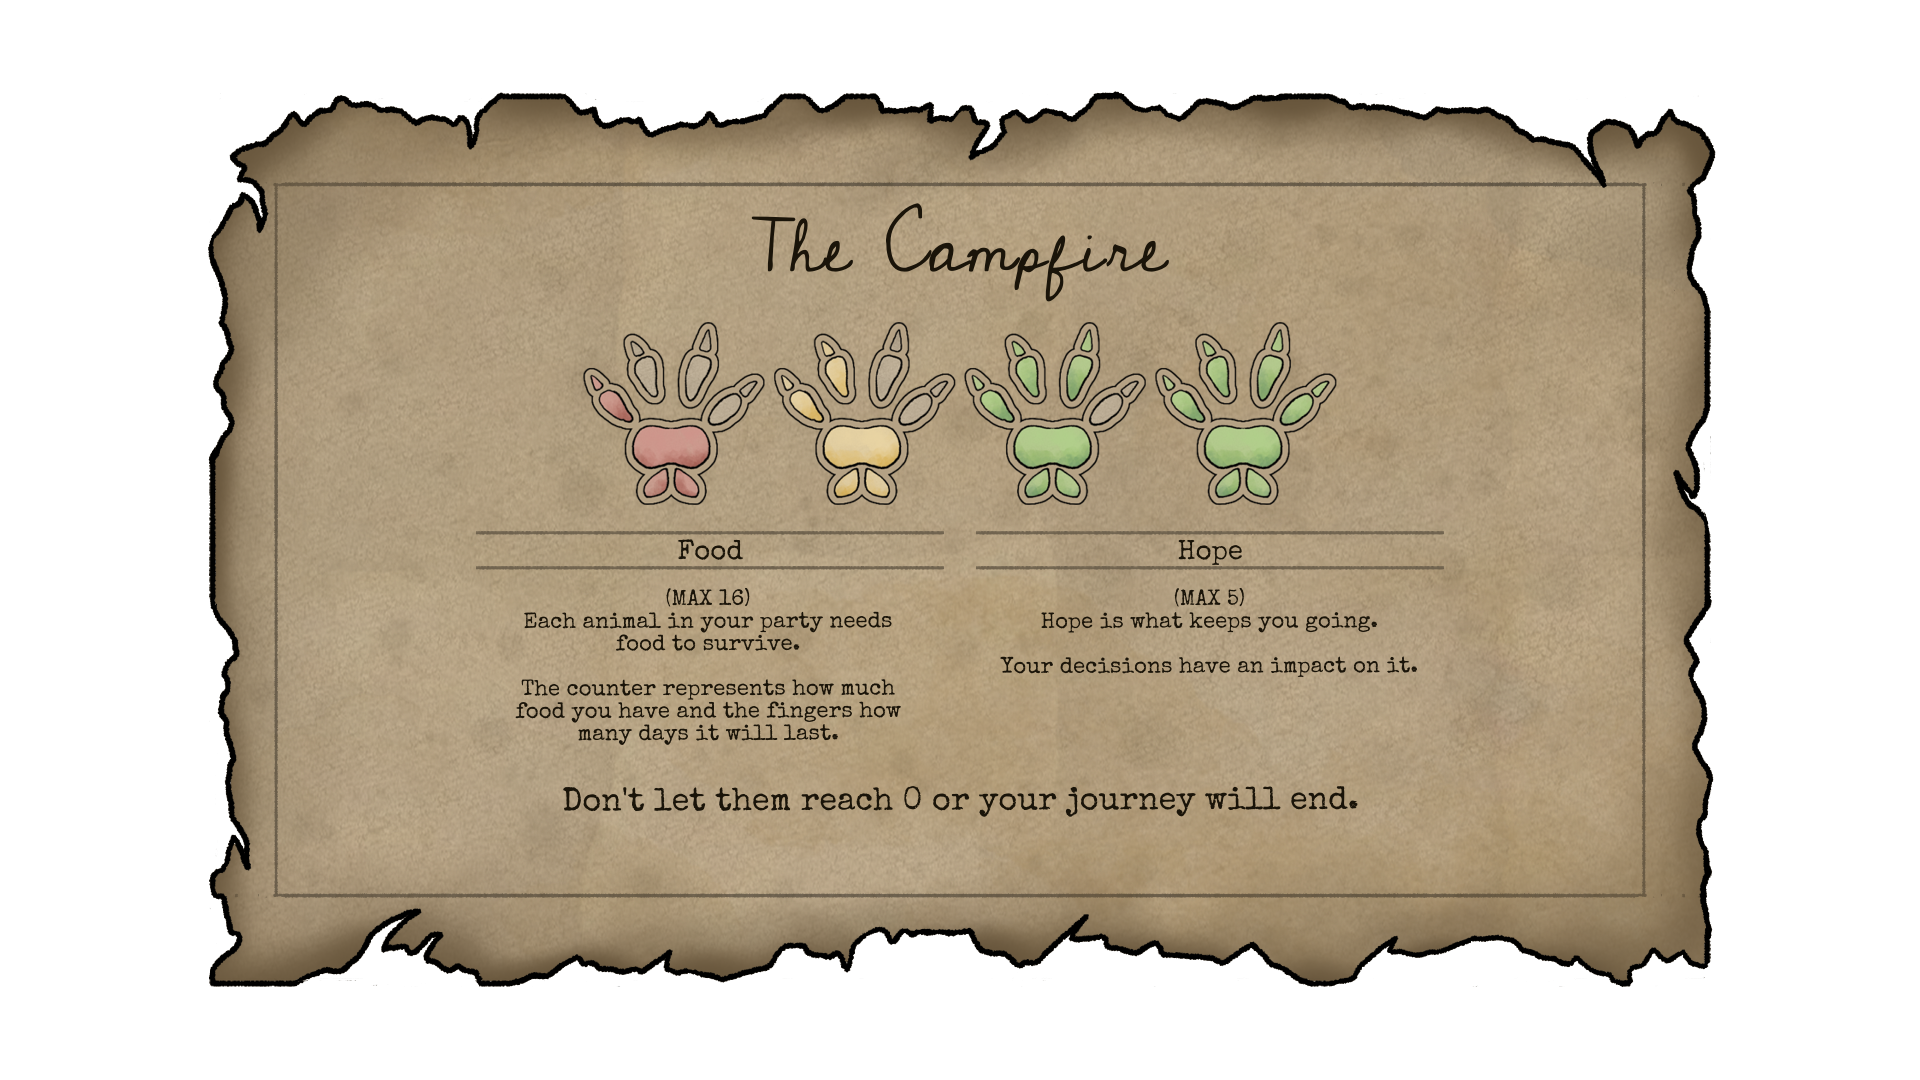 The Campfire
Food
(MAX 16)
Each animal in your party needs
food to survive.
The counter represents how much
food you have and the fingers how
many days it will last.
Hope
(MAX 5)
Hope is what keeps you going.
Your decisions have an impact on it.
Don't let them reach 0 or your journey will end.